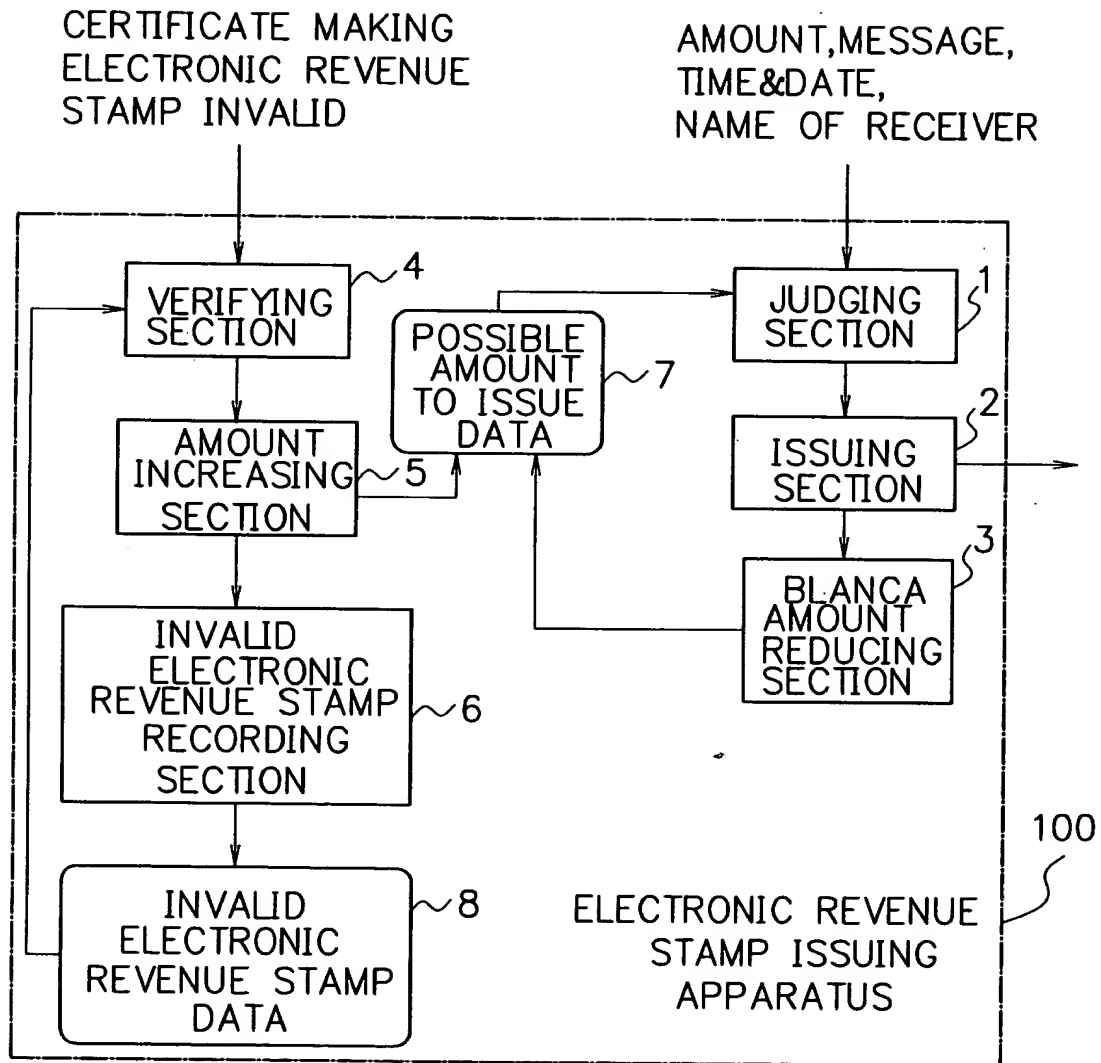 CERTIFICATE MAKING
ELECTRONIC REVENUE
STAMP INVALID
AMOUNT,MESSAGE,
TIME&DATE,
NAME OF RECEIVER
VERIFYING
SECTION
4
POSSIBLE
AMOUNT
TO ISSUE
DATA
7
JUDGING
SECTION
1
AMOUNT
INCREASING
SECTION
5
ISSUING
SECTION
2
INVALID
ELECTRONIC
REVENUE STAMP
RECORDING
SECTION
6
BLANCA
AMOUNT
REDUCING
SECTION
3
INVALID
ELECTRONIC
REVENUE STAMP
DATA
8
ELECTRONIC REVENUE
STAMP ISSUING
APPARATUS
100